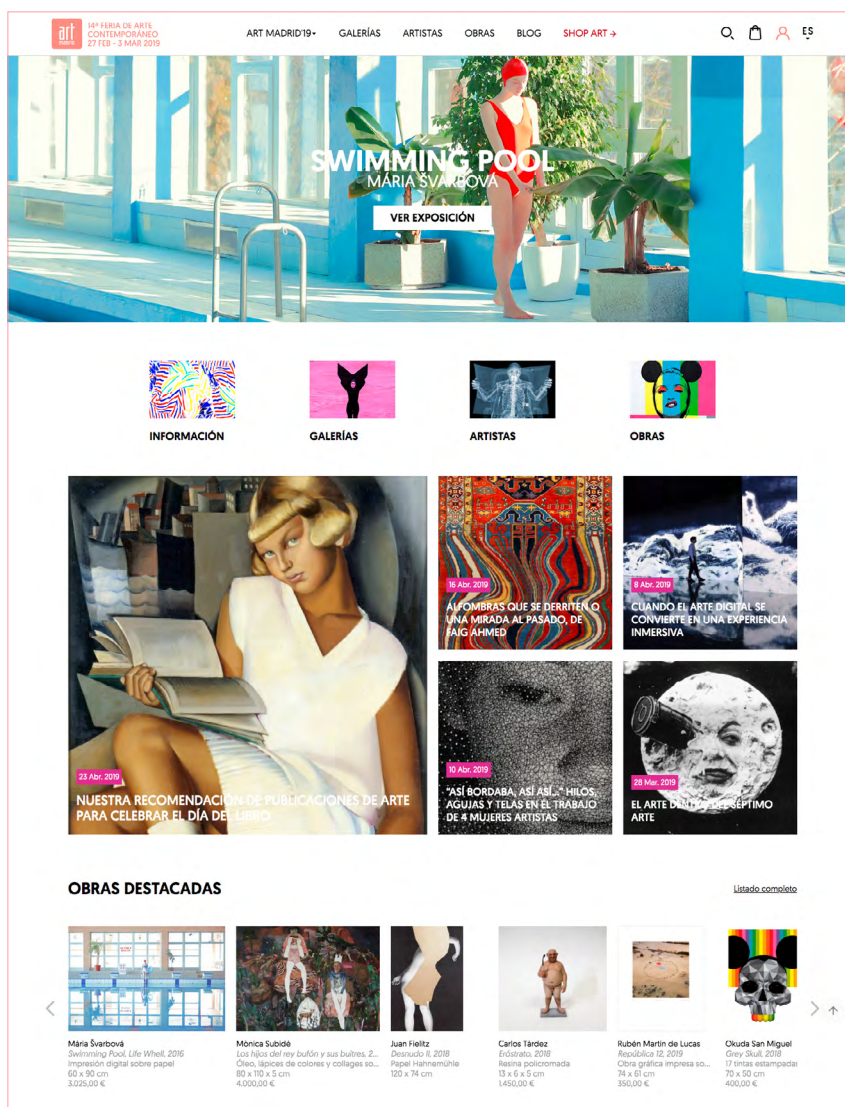 art
madrid
14ª FERIA DE ARTE
CONTEMPORÁNEO
27 FEB - 3 MAR 2019
ART MADRID'19
GALERÍAS
ARTISTAS
OBRAS
BLOG
SHOP ART →
ES
SWIMMING POOL
MÁRIA ŠVARBOVÁ
VER EXPOSICIÓN
INFORMACIÓN
GALERÍAS
ARTISTAS
OBRAS
23 Abr, 2019
NUESTRA RECOMENDACIÓN DE PUBLICACIONES DE ARTE
PARA CELEBRAR EL DÍA DEL LIBRO
16 Abr, 2019
ALFOMBRAS QUE SE DERRITEN O
UNA MIRADA AL PASADO, DE
FAIG AHMED
8 Abr, 2019
CUANDO EL ARTE DIGITAL SE
CONVIERTE EN UNA EXPERIENCIA
INMERSIVA
10 Abr, 2019
"ASÍ BORDABA, ASÍ ASÍ..." HILOS,
AGUJAS Y TELAS EN EL TRABAJO
DE 4 MUJERES ARTISTAS
28 Mar, 2019
EL ARTE DENTRO DEL SÉPTIMO
ARTE
OBRAS DESTACADAS
Listado completo
Mária Švarbová
Swimming Pool, Life Whell, 2016
Impresión digital sobre papel
60 x 90 cm
3.025,00 €
Mònica Subidé
Los hijos del rey bufón y sus buitres, 2...
Óleo, lápices de colores y collages so...
80 x 110 x 5 cm
4.000,00 €
Juan Fielitz
Desnudo II, 2018
Papel Hahnemühle
120 x 74 cm
Carlos Tárdez
Eróstrato, 2018
Resina policromada
13 x 6 x 5 cm
1.450,00 €
Rubén Martín de Lucas
República 12, 2019
Obra gráfica impresa so...
74 x 61 cm
350,00 €
Okuda San Miguel
Grey Skull, 2018
17 tintas estampadas
70 x 50 cm
400,00 €